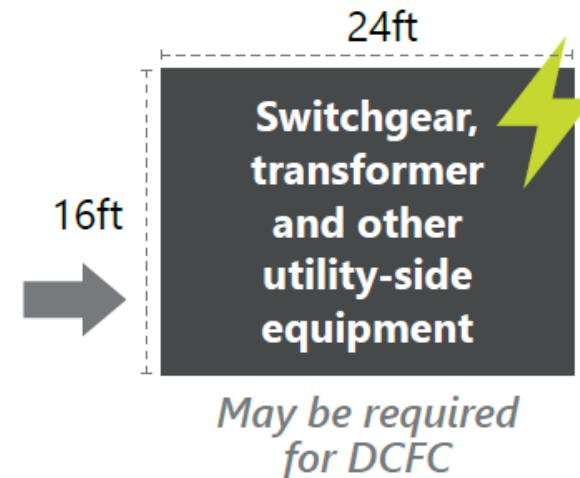 24ft
16ft
Switchgear,
transformer
and other
utility-side
equipment
May be required
for DCFC